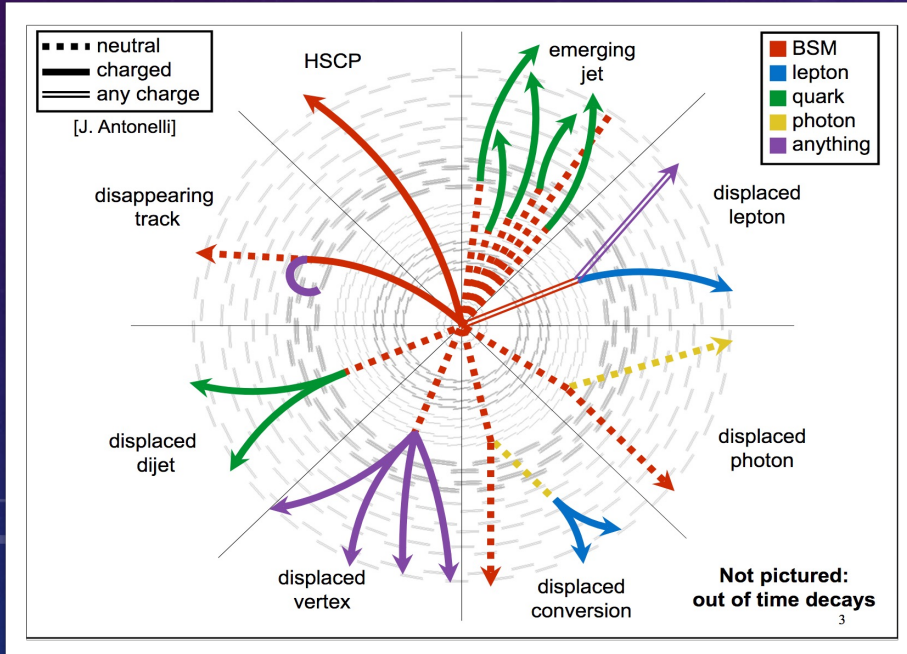 neutral
charged
any charge
[J. Antonelli]
HSCP
emerging
jet
BSM
lepton
quark
photon
anything
disappearing
track
displaced
lepton
displaced
dijet
displaced
photon
displaced
vertex
displaced
conversion
Not pictured:
out of time decays
3